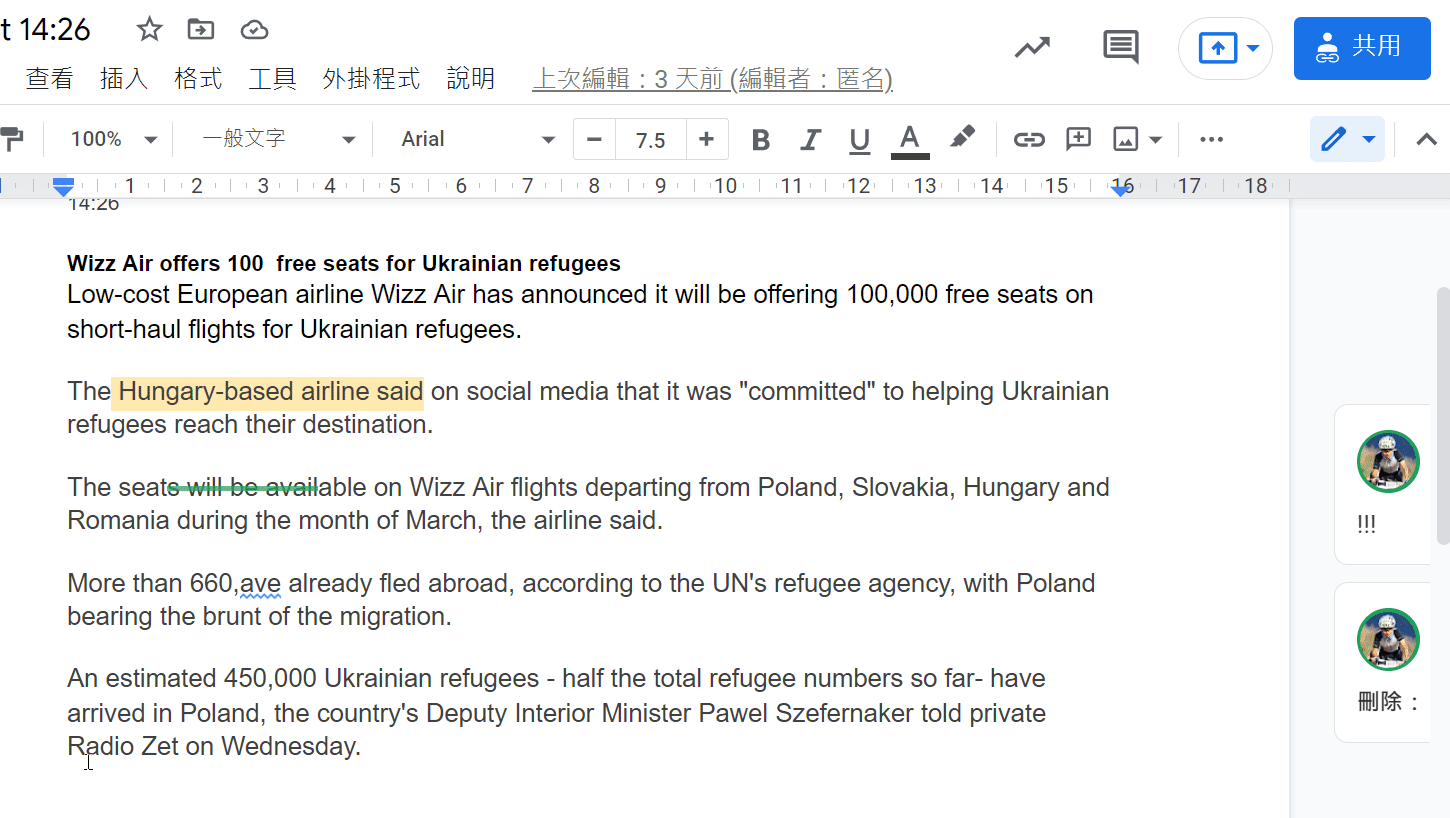 t 14:26
共用
查看 插入 格式 工具 外掛程式 說明 上次編輯：3 天前 (編輯者：匿名)
100% 一般文字 Arial − 7.5 + B I U A
1 2 3 4 5 6 7 8 9 10 11 12 13 14 15 16 17 18
14:26
Wizz Air offers 100  free seats for Ukrainian refugees
Low-cost European airline Wizz Air has announced it will be offering 100,000 free seats on
short-haul flights for Ukrainian refugees.
The Hungary-based airline said on social media that it was "committed" to helping Ukrainian
refugees reach their destination.
The seats will be available on Wizz Air flights departing from Poland, Slovakia, Hungary and
Romania during the month of March, the airline said.
!!!
More than 660,ave already fled abroad, according to the UN's refugee agency, with Poland
bearing the brunt of the migration.
An estimated 450,000 Ukrainian refugees - half the total refugee numbers so far- have
arrived in Poland, the country's Deputy Interior Minister Pawel Szefernaker told private
Radio Zet on Wednesday.
刪除：